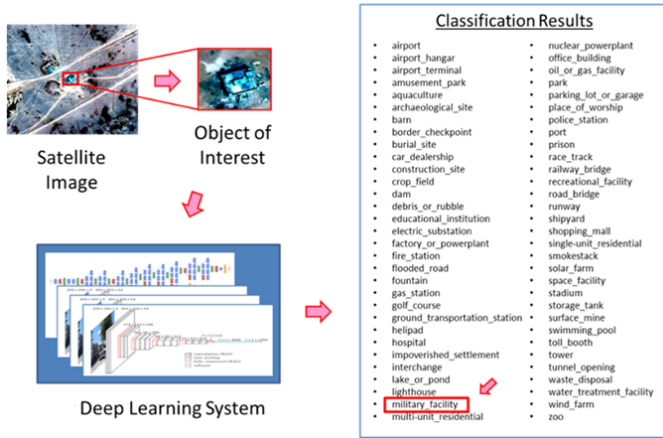 Satellite
Image
Object of
Interest
Deep Learning System
Classification Results
airport
airport_hangar
airport_terminal
amusement_park
aquaculture
archaeological_site
barn
border_checkpoint
burial_site
car_dealership
construction_site
crop_field
dam
debris_or_rubble
educational_institution
electric_substation
factory_or_powerplant
fire_station
flooded_road
fountain
gas_station
golf_course
ground_transportation_station
helipad
hospital
impoverished_settlement
interchange
lake_or_pond
lighthouse
military_facility
multi-unit_residential
nuclear_powerplant
office_building
oil_or_gas_facility
park
parking_lot_or_garage
place_of_worship
police_station
port
prison
race_track
railway_bridge
recreational_facility
road_bridge
runway
shipyard
shopping_mall
single-unit_residential
smokestack
solar_farm
space_facility
stadium
storage_tank
surface_mine
swimming_pool
toll_booth
tower
tunnel_opening
waste_disposal
water_treatment_facility
wind_farm
zoo